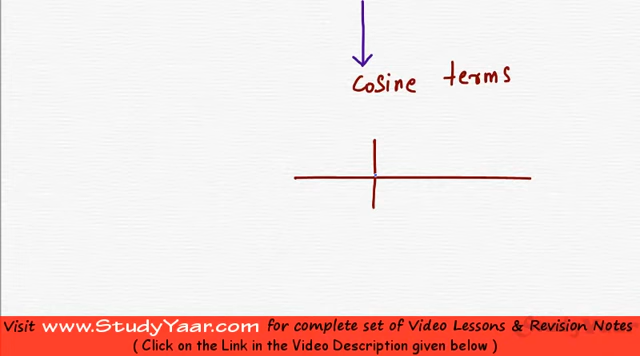 cosine terms
Visit www.StudyYaar.com for complete set of Video Lessons & Revision Notes
( Click on the Link in the Video Description given below )